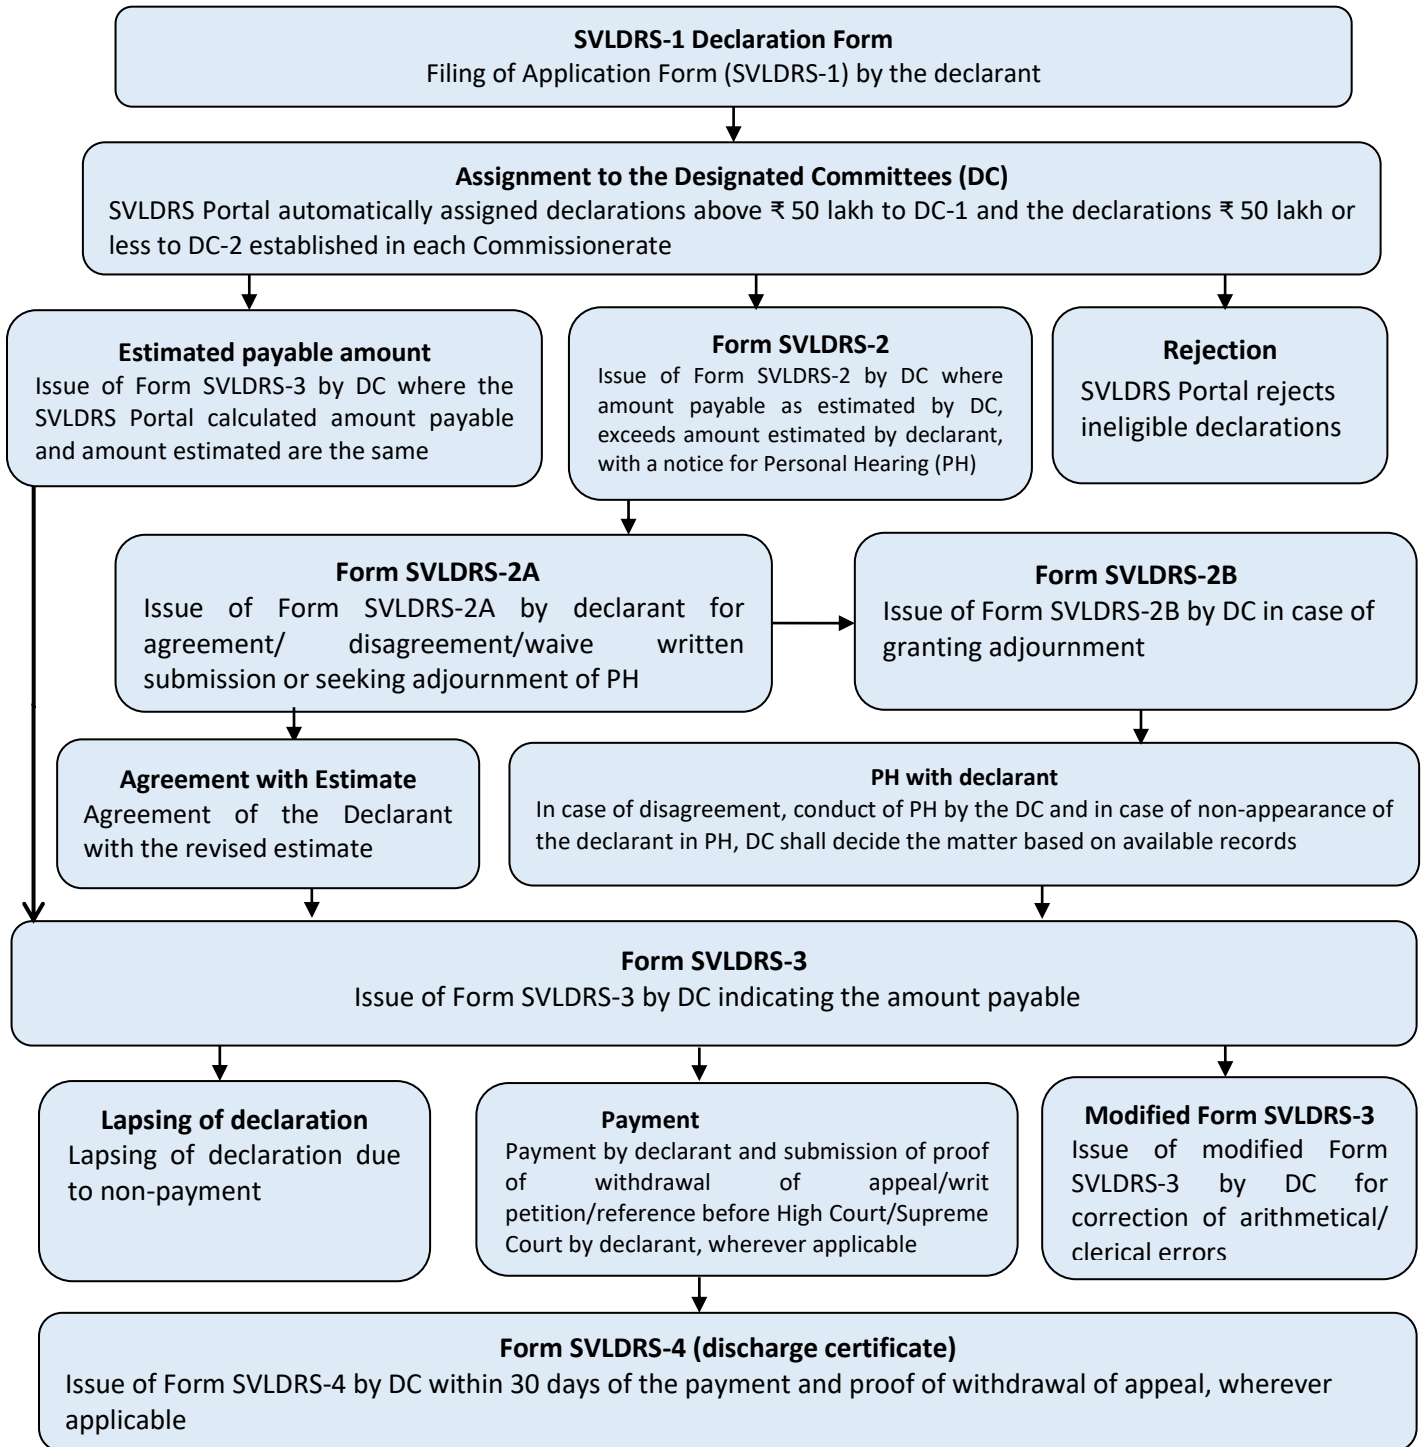 SVLDRS-1 Declaration Form
Filing of Application Form (SVLDRS-1) by the declarant
Assignment to the Designated Committees (DC)
SVLDRS Portal automatically assigned declarations above ₹ 50 lakh to DC-1 and the declarations ₹ 50 lakh or
less to DC-2 established in each Commissionerate
Estimated payable amount
Issue of Form SVLDRS-3 by DC where the
SVLDRS Portal calculated amount payable
and amount estimated are the same
Form SVLDRS-2
Issue of Form SVLDRS-2 by DC where
amount payable as estimated by DC,
exceeds amount estimated by declarant,
with a notice for Personal Hearing (PH)
Rejection
SVLDRS Portal rejects
ineligible declarations
Form SVLDRS-2A
Issue of Form SVLDRS-2A by declarant for
agreement/ disagreement/waive written
submission or seeking adjournment of PH
Form SVLDRS-2B
Issue of Form SVLDRS-2B by DC in case of
granting adjournment
Agreement with Estimate
Agreement of the Declarant
with the revised estimate
PH with declarant
In case of disagreement, conduct of PH by the DC and in case of non-appearance of
the declarant in PH, DC shall decide the matter based on available records
Form SVLDRS-3
Issue of Form SVLDRS-3 by DC indicating the amount payable
Lapsing of declaration
Lapsing of declaration due
to non-payment
Payment
Payment by declarant and submission of proof
of withdrawal of appeal/writ
petition/reference before High Court/Supreme
Court by declarant, wherever applicable
Modified Form SVLDRS-3
Issue of modified Form
SVLDRS-3 by DC for
correction of arithmetical/
clerical errors
Form SVLDRS-4 (discharge certificate)
Issue of Form SVLDRS-4 by DC within 30 days of the payment and proof of withdrawal of appeal, wherever
applicable